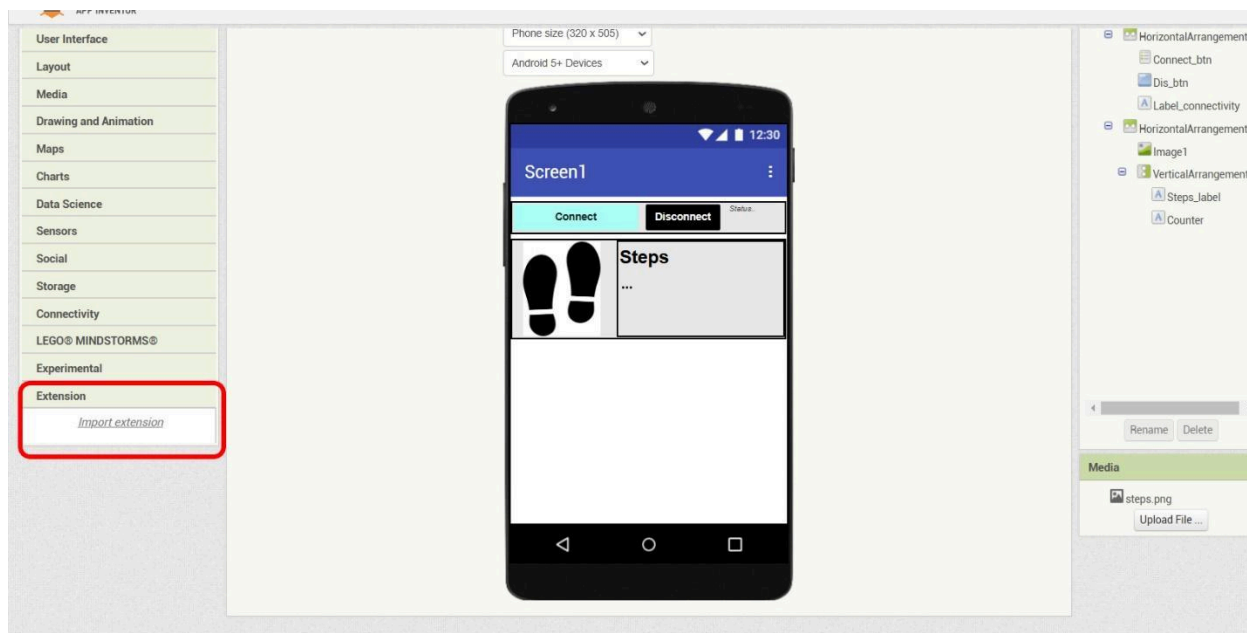 APP INVENTOR
User Interface
Layout
Media
Drawing and Animation
Maps
Charts
Data Science
Sensors
Social
Storage
Connectivity
LEGO® MINDSTORMS®
Experimental
Extension
Import extension
Phone size (320 x 505)
Android 5+ Devices
12:30
Screen1
Connect
Disconnect
Status..
Steps
...
HorizontalArrangement
Connect_btn
Dis_btn
Label_connectivity
HorizontalArrangement
Image1
VerticalArrangement
Steps_label
Counter
Rename
Delete
Media
steps.png
Upload File ...